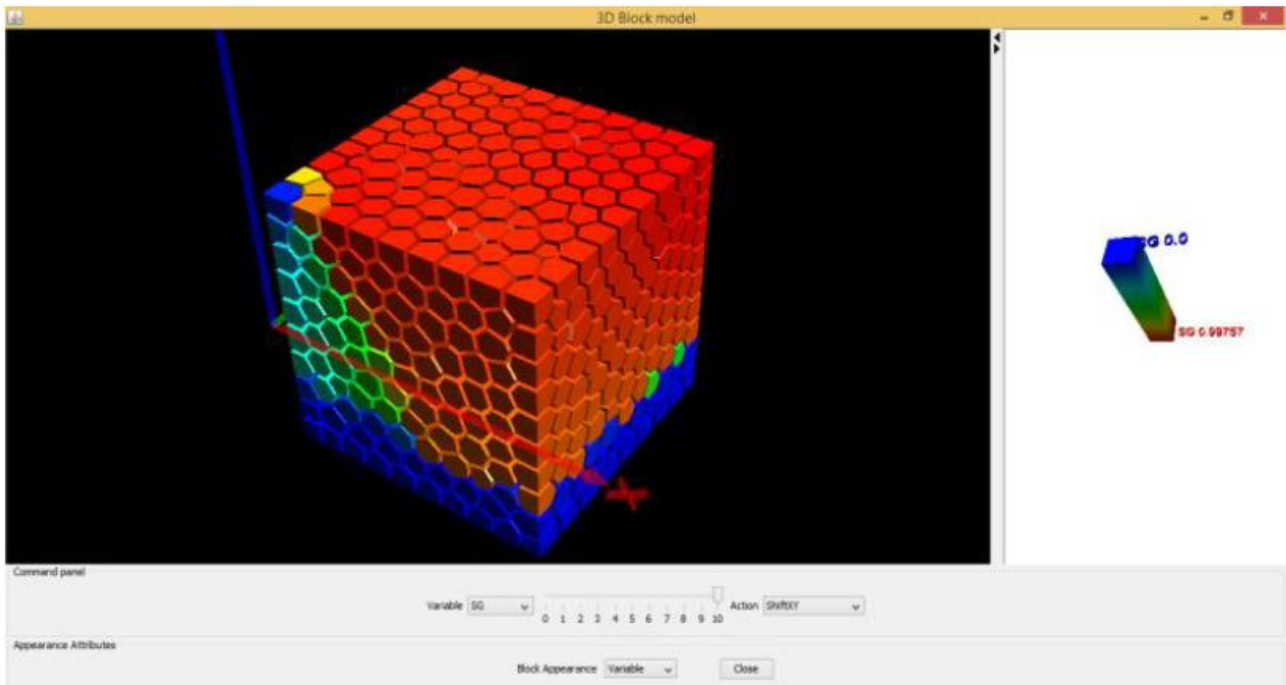 3D Block model
SG 0.0
SG 0.99757
X
Command panel
Variable SG 0 1 2 3 4 5 6 7 8 9 10 Action ShiftXY
Appearance Attributes
Block Appearance Variable Close